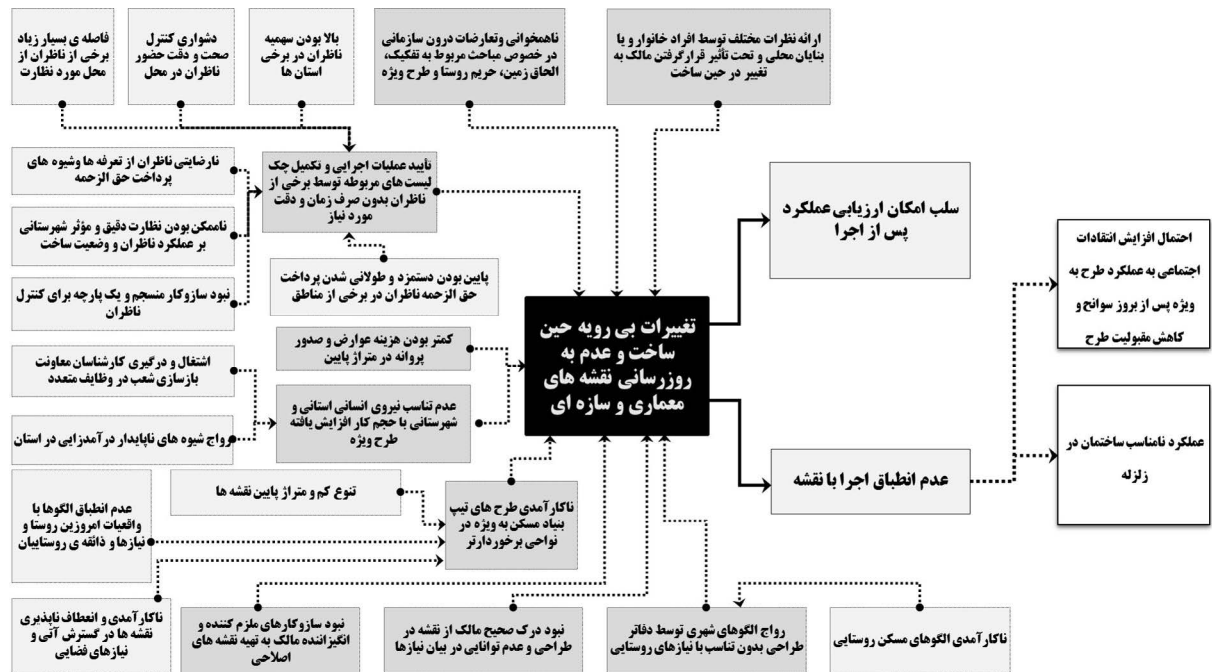 ارائه نظرات مختلف توسط افراد خانوار و یا
بنایان محلی و تحت تأثیر قرارگرفتن مالک به
تغییر در حین ساخت
ناهمخوانی وتعارضات درون سازمانی
در خصوص مباحث مربوط به تفکیک،
الحاق زمین، حریم روستا و طرح ویژه
بالا بودن سهمیه
ناظران در برخی
استان ها
دشواری کنترل
صحت و دقت حضور
ناظران در محل
فاصله ی بسیار زیاد
برخی از ناظران از
محل مورد نظارت
تأیید عملیات اجرایی و تکمیل چک
لیست های مربوطه توسط برخی از
ناظران بدون صرف زمان و دقت
مورد نیاز
نارضایتی ناظران از تعرفه ها وشیوه های
پرداخت حق الزحمه
ناممکن بودن نظارت دقیق و مؤثر شهرستانی
بر عملکرد ناظران و وضعیت ساخت
نبود سازوکار منسجم و یک پارچه برای کنترل
ناظران
پایین بودن دستمزد و طولانی شدن پرداخت
حق الزحمه ناظران در برخی از مناطق
سلب امکان ارزیابی عملکرد
پس از اجرا
احتمال افزایش انتقادات
اجتماعی به عملکرد طرح به
ویژه پس از بروز سوانح و
کاهش مقبولیت طرح
تغییرات بی رویه حین
ساخت و عدم به
روزرسانی نقشه های
معماری و سازه ای
کمتر بودن هزینه عوارض و صدور
پروانه در متراژ پایین
اشتغال و درگیری کارشناسان معاونت
بازسازی شعب در وظایف متعدد
عدم تناسب نیروی انسانی استانی و
شهرستانی با حجم کار افزایش یافته
طرح ویژه
رواج شیوه های ناپایدار درآمدزایی در استان
عملکرد نامناسب ساختمان در
زلزله
عدم انطباق اجرا با نقشه
تنوع کم و متراژ پایین نقشه ها
ناکارآمدی طرح های تیپ
بنیاد مسکن به ویژه در
نواحی برخوردارتر
عدم انطباق الگوها با
واقعیات امروزین روستا و
نیازها و ذائقه ی روستاییان
ناکارآمدی الگوهای مسکن روستایی
رواج الگوهای شهری توسط دفاتر
طراحی بدون تناسب با نیازهای روستایی
نبود درک صحیح مالک از نقشه در
طراحی و عدم توانایی در بیان نیازها
نبود سازوکارهای ملزم کننده و
انگیزاننده مالک به تهیه نقشه های
اصلاحی
ناکارآمدی و انعطاف ناپذیری
نقشه ها در گسترش آتی و
نیازهای فضایی